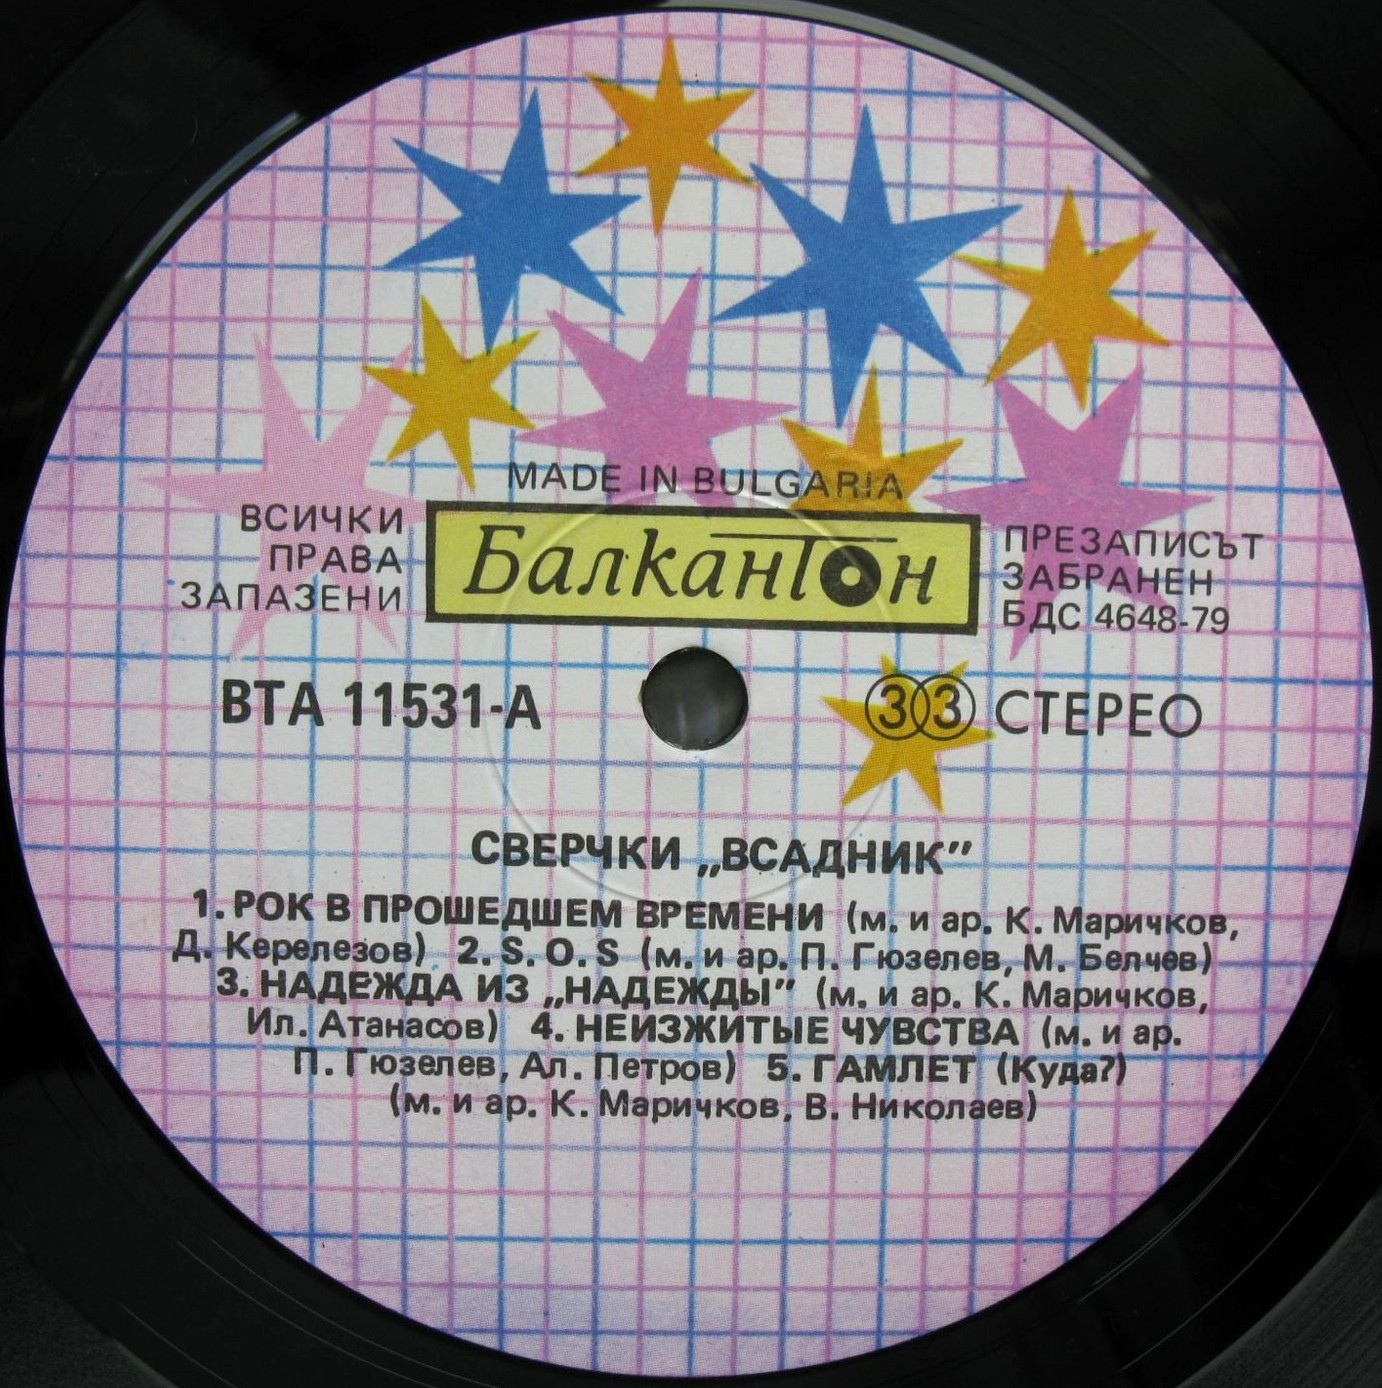 MADE IN BULGARIA
ВСИЧКИ
ПРАВА
ЗАПАЗЕНИ
Балкантон
ПРЕЗАПИСЪТ
ЗАБРАНЕН
БДС 4648-79
ВТА 11531-А
33 СТЕРЕО
СВЕРЧКИ „ВСАДНИК”
1. РОК В ПРОШЕДШЕМ ВРЕМЕНИ (м. и ар. К. Маричков,
Д. Керелезов) 2. S. O. S (м. и ар. П. Гюзелев, М. Белчев)
3. НАДЕЖДА ИЗ „НАДЕЖДЫ” (м. и ар. К. Маричков,
Ил. Атанасов) 4. НЕИЗЖИТЫЕ ЧУВСТВА (м. и ар.
П. Гюзелев, Ал. Петров) 5. ГАМЛЕТ (Куда?)
(м. и ар. К. Маричков, В. Николаев)